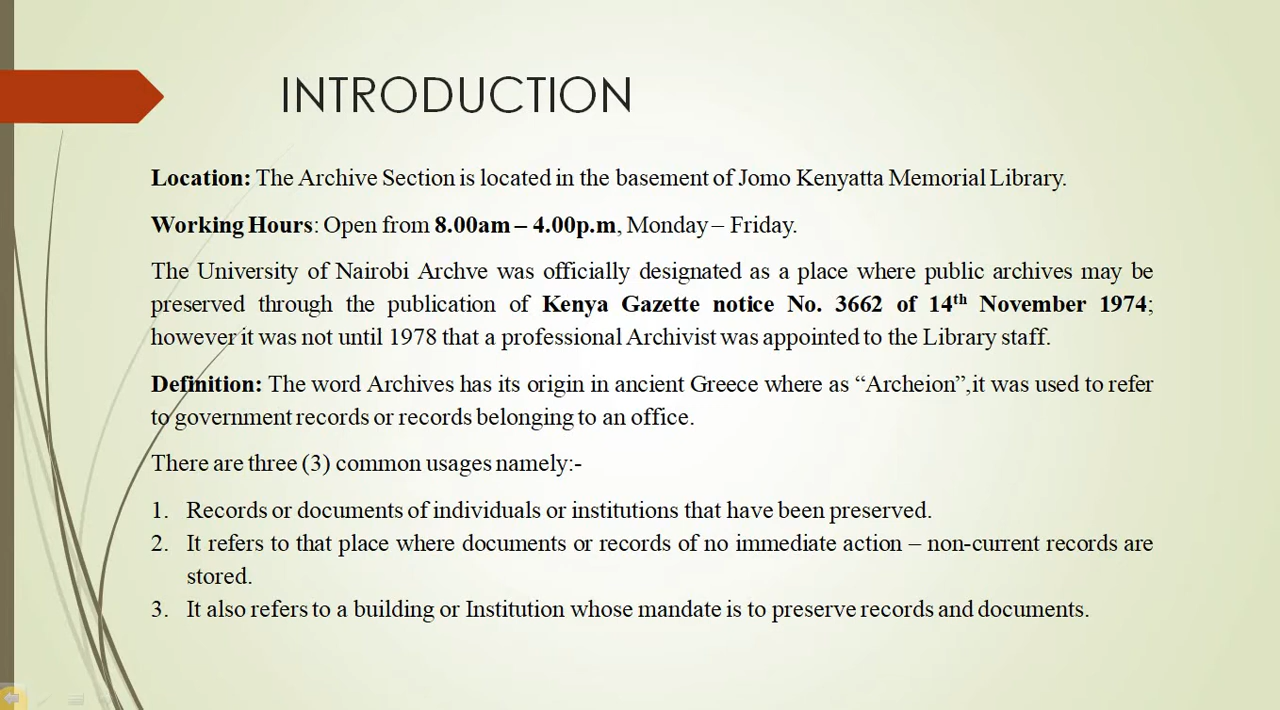 INTRODUCTION
Location: The Archive Section is located in the basement of Jomo Kenyatta Memorial Library.
Working Hours: Open from 8.00am – 4.00p.m, Monday – Friday.
The University of Nairobi Archve was officially designated as a place where public archives may be
preserved through the publication of Kenya Gazette notice No. 3662 of 14th November 1974;
however it was not until 1978 that a professional Archivist was appointed to the Library staff.
Definition: The word Archives has its origin in ancient Greece where as “Archeion”,it was used to refer
to government records or records belonging to an office.
There are three (3) common usages namely:-
1. Records or documents of individuals or institutions that have been preserved.
2. It refers to that place where documents or records of no immediate action – non-current records are
stored.
3. It also refers to a building or Institution whose mandate is to preserve records and documents.